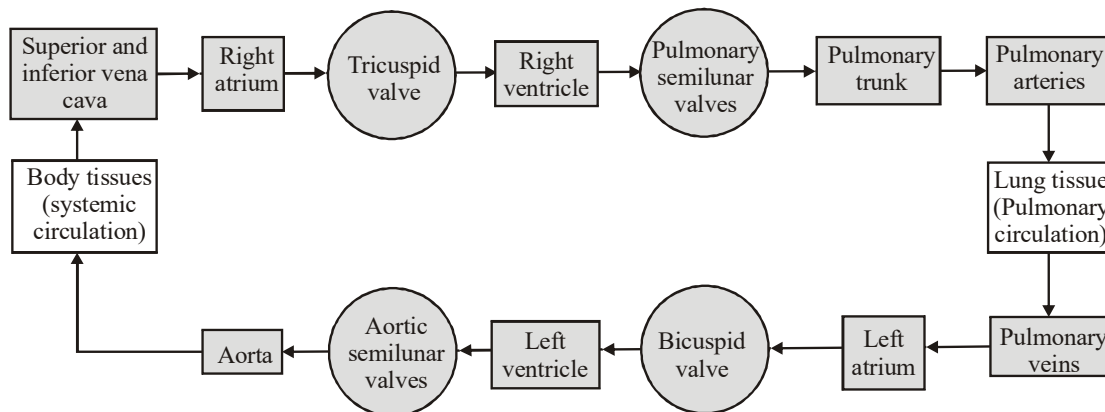 Superior and
inferior vena
cava
Right
atrium
Tricuspid
valve
Right
ventricle
Pulmonary
semilunar
valves
Pulmonary
trunk
Pulmonary
arteries
Lung tissue
(Pulmonary
circulation)
Pulmonary
veins
Left
atrium
Bicuspid
valve
Left
ventricle
Aortic
semilunar
valves
Aorta
Body tissues
(systemic
circulation)